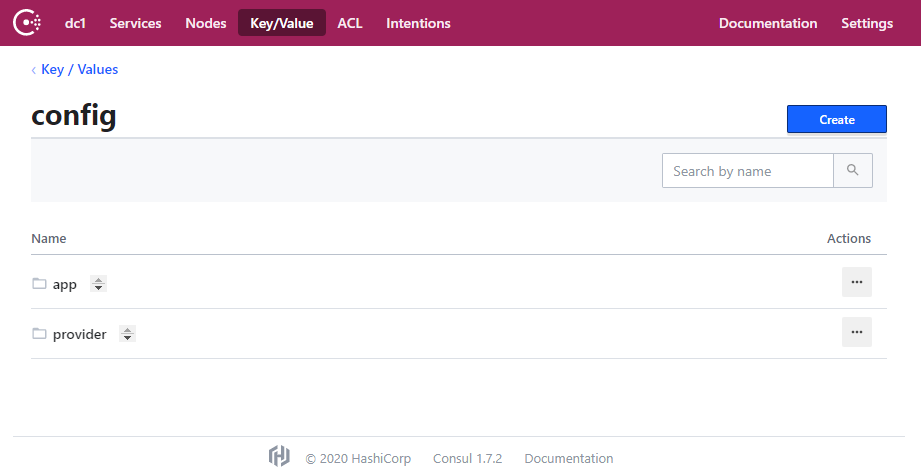 dc1 Services Nodes Key/Value ACL Intentions Documentation Settings
‹ Key / Values
config
Create
Search by name
Name Actions
app
provider
© 2020 HashiCorp Consul 1.7.2 Documentation